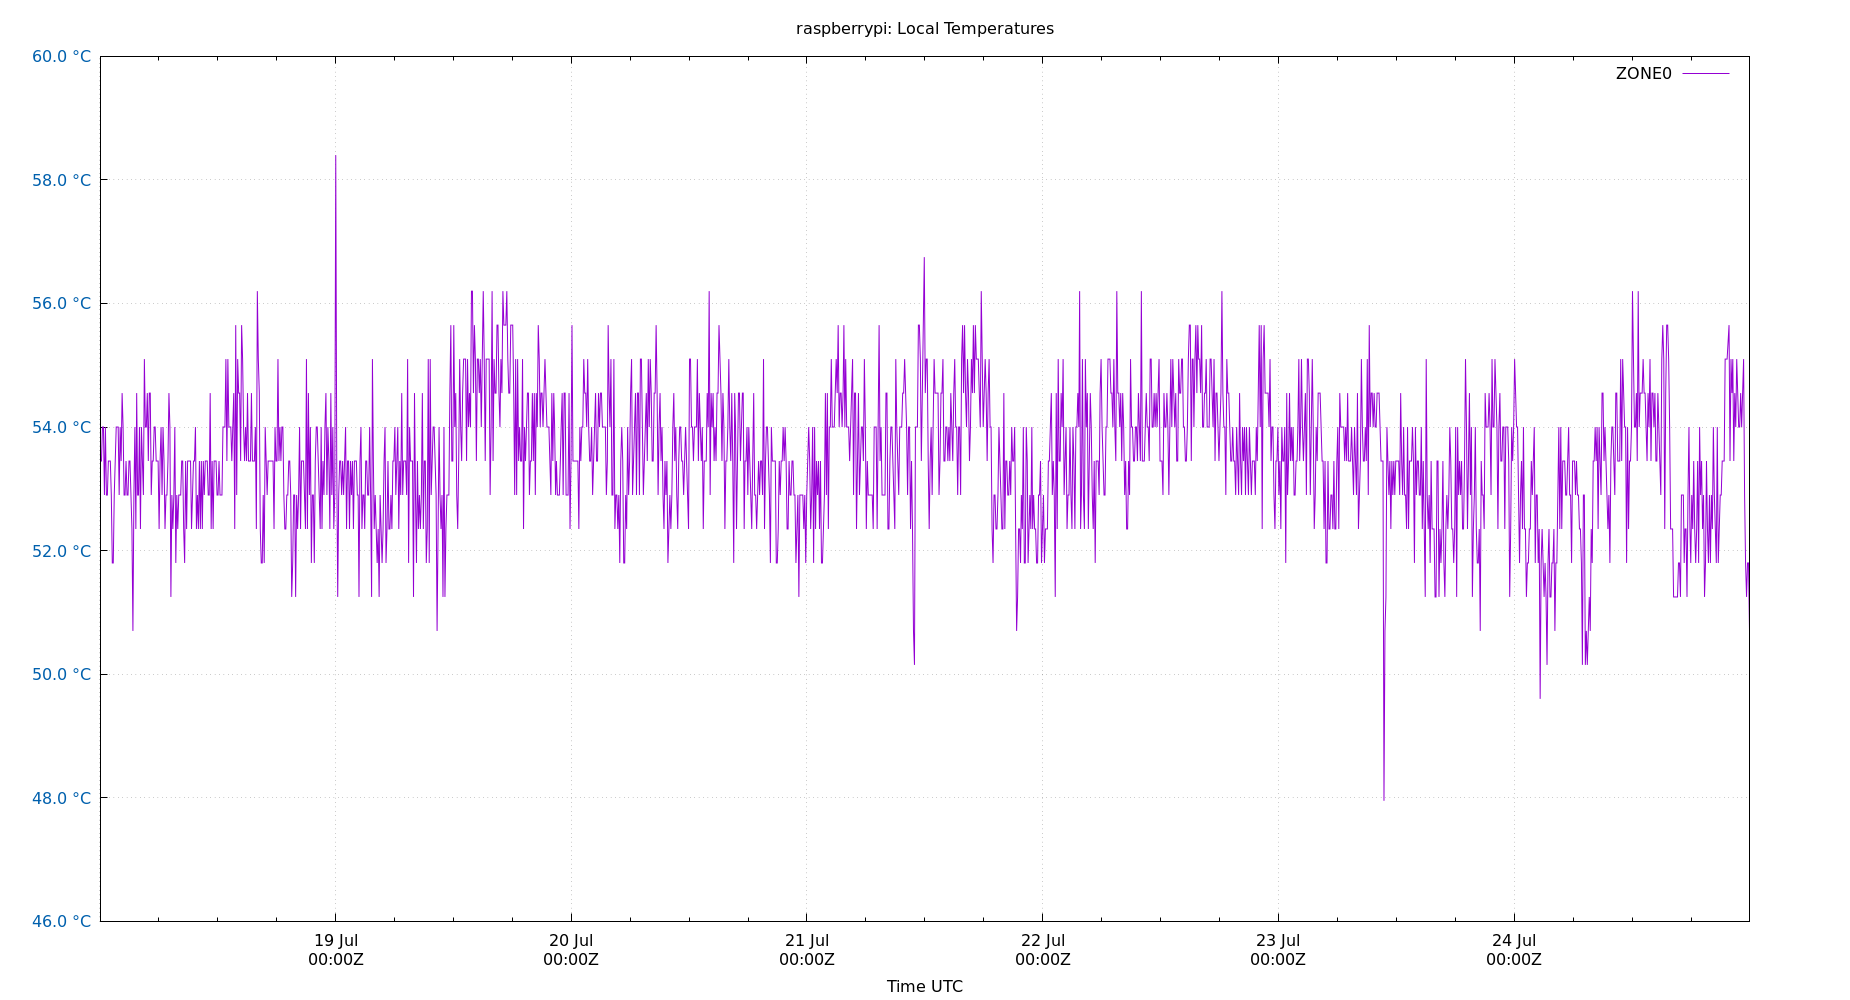 raspberrypi: Local Temperatures
60.0 °C
ZONE0
58.0 °C
56.0 °C
54.0 °C
52.0 °C
50.0 °C
48.0 °C
46.0 °C
19 Jul
00:00Z
20 Jul
00:00Z
21 Jul
00:00Z
22 Jul
00:00Z
23 Jul
00:00Z
24 Jul
00:00Z
Time UTC